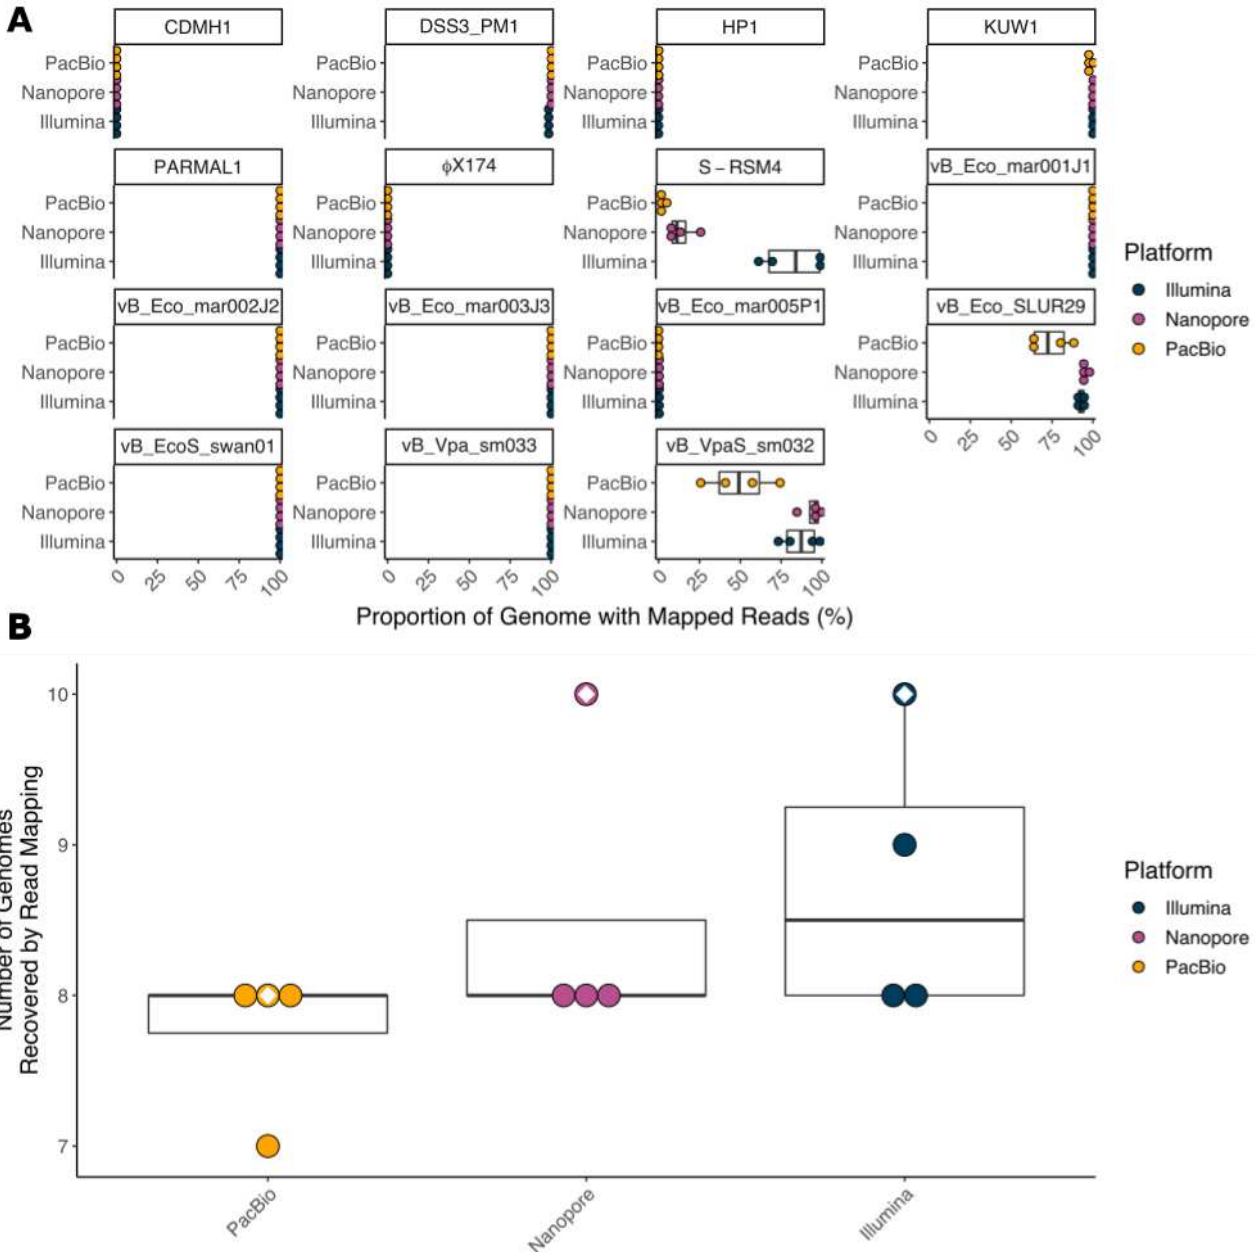 A
CDMH1 DSS3_PM1 HP1 KUW1
PacBio PacBio PacBio PacBio
Nanopore Nanopore Nanopore Nanopore
Illumina Illumina Illumina Illumina
PARMAL1 ϕX174 S−RSM4 vB_Eco_mar001J1
PacBio PacBio PacBio PacBio
Nanopore Nanopore Nanopore Nanopore
Illumina Illumina Illumina Illumina
vB_Eco_mar002J2 vB_Eco_mar003J3 vB_Eco_mar005P1 vB_Eco_SLUR29
PacBio PacBio PacBio PacBio
Nanopore Nanopore Nanopore Nanopore
Illumina Illumina Illumina Illumina
0 25 50 75 100
vB_EcoS_swan01 vB_Vpa_sm033 vB_VpaS_sm032
PacBio PacBio PacBio
Nanopore Nanopore Nanopore
Illumina Illumina Illumina
0 25 50 75 100 0 25 50 75 100 0 25 50 75 100
Proportion of Genome with Mapped Reads (%)
Platform
Illumina
Nanopore
PacBio
B
Number of Genomes
Recovered by Read Mapping
10
9
8
7
PacBio Nanopore Illumina
Platform
Illumina
Nanopore
PacBio